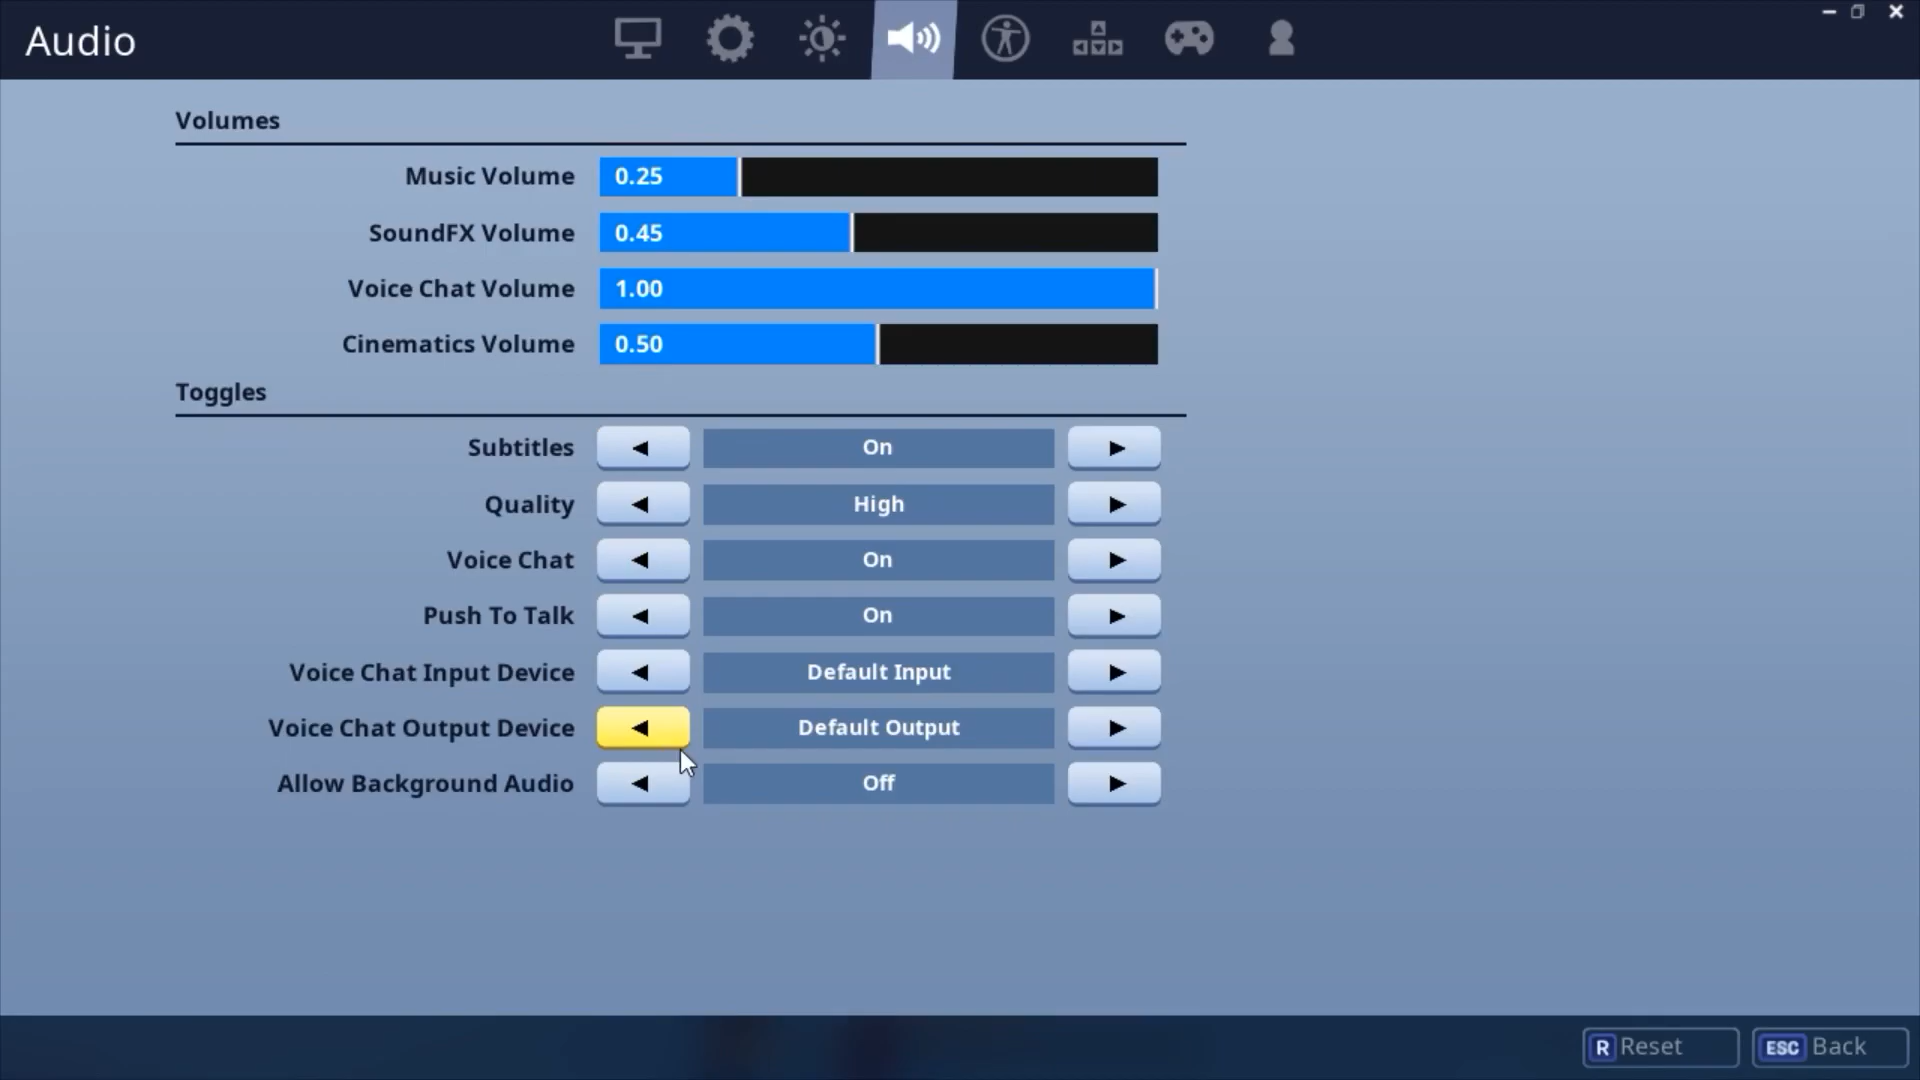 Audio
Volumes
Music Volume 0.25
SoundFX Volume 0.45
Voice Chat Volume 1.00
Cinematics Volume 0.50
Toggles
Subtitles On
Quality High
Voice Chat On
Push To Talk On
Voice Chat Input Device Default Input
Voice Chat Output Device Default Output
Allow Background Audio Off
R Reset ESC Back